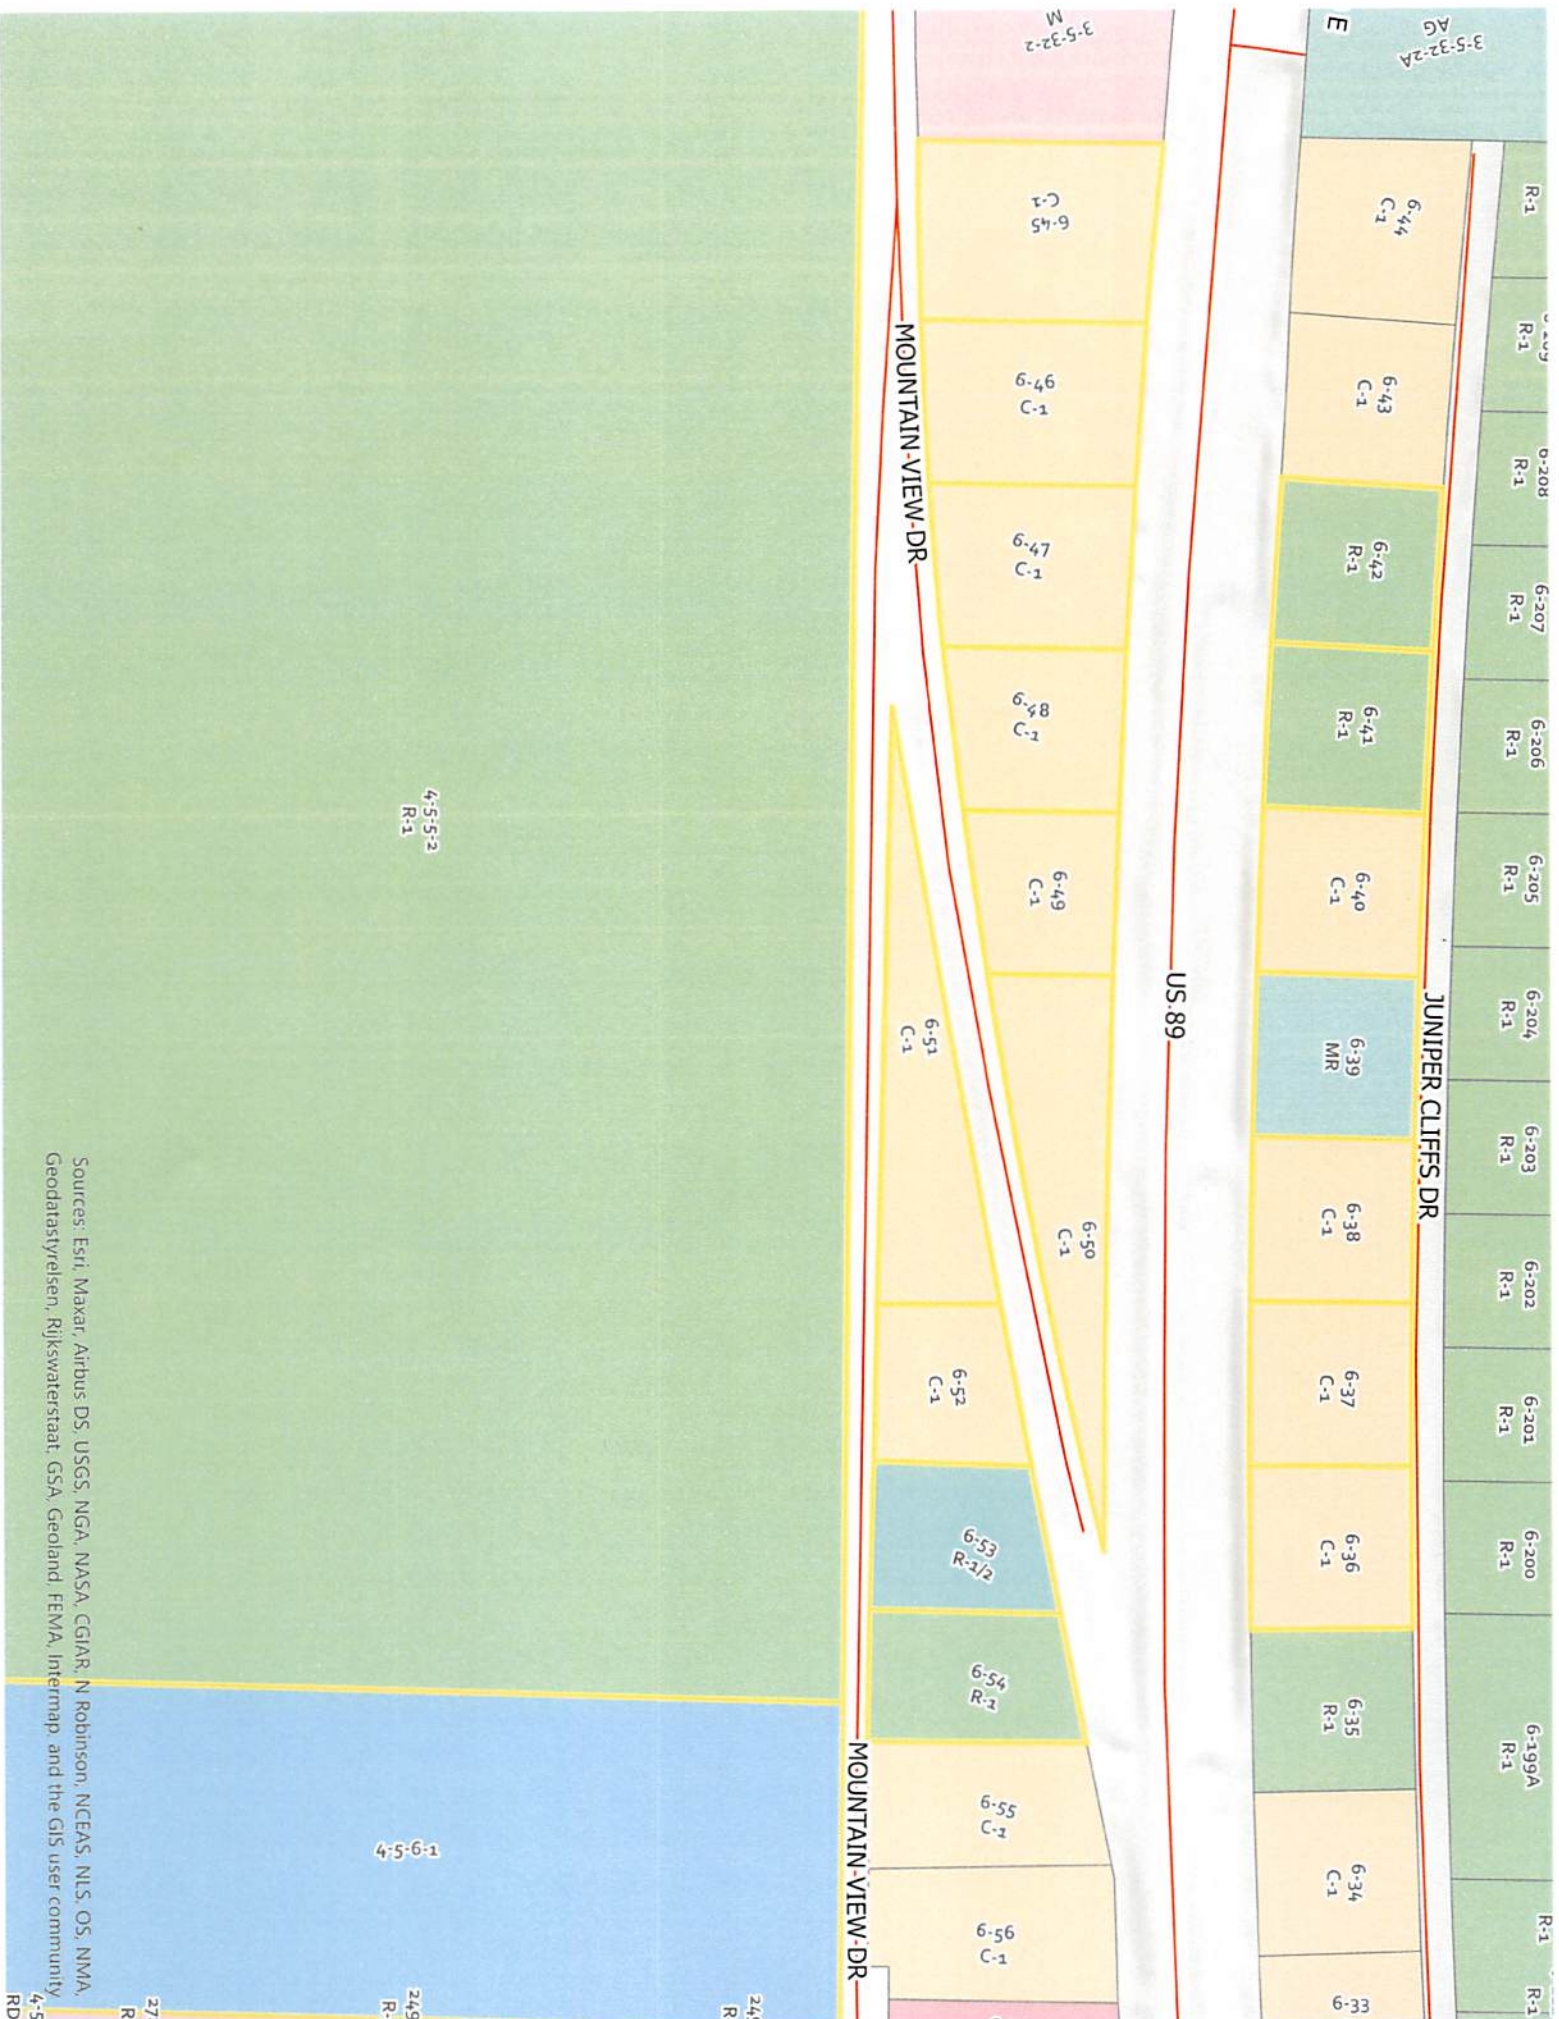 3-5-32-2
M
E
3-5-32-2A
AG
R-1
R-1
6-208
R-1
6-207
R-1
6-206
R-1
6-205
R-1
6-204
R-1
6-203
R-1
6-202
R-1
6-201
R-1
6-200
R-1
6-199A
R-1
R-1
R-1
JUNIPER CLIFFS DR
6-44
C-1
6-43
C-1
6-42
R-1
6-41
R-1
6-40
C-1
6-39
MR
6-38
C-1
6-37
C-1
6-36
C-1
6-35
R-1
6-34
C-1
6-33
US 89
6-45
C-1
6-46
C-1
6-47
C-1
6-48
C-1
6-49
C-1
6-50
C-1
6-51
C-1
6-52
C-1
6-53
R-1/2
6-54
R-1
6-55
C-1
6-56
C-1
MOUNTAIN VIEW DR
MOUNTAIN VIEW DR
4-5-5-2
R-1
4-5-6-1
Sources: Esri, Maxar, Airbus DS, USGS, NGA, NASA, CGIAR, N Robinson, NCEAS, NLS, OS, NMA,
Geodatastyrelsen, Rijkswaterstaat, GSA, Geoland, FEMA, Intermap, and the GIS user community